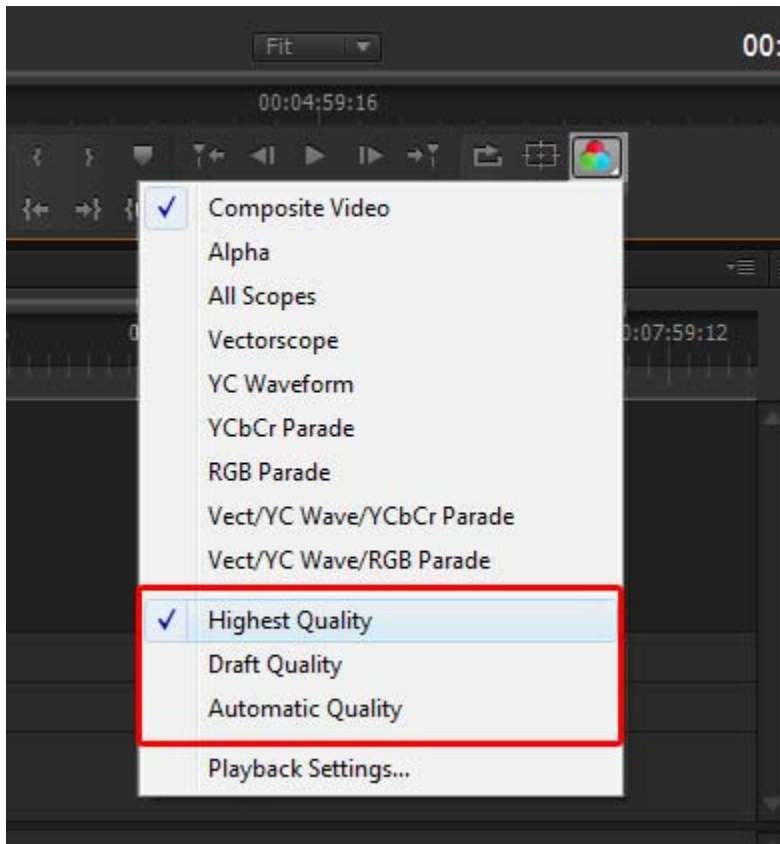 Fit
00:
00:04:59:16
Composite Video
Alpha
All Scopes
Vectorscope
YC Waveform
YCbCr Parade
RGB Parade
Vect/YC Wave/YCbCr Parade
Vect/YC Wave/RGB Parade
Highest Quality
Draft Quality
Automatic Quality
Playback Settings...
0
0:07:59:12